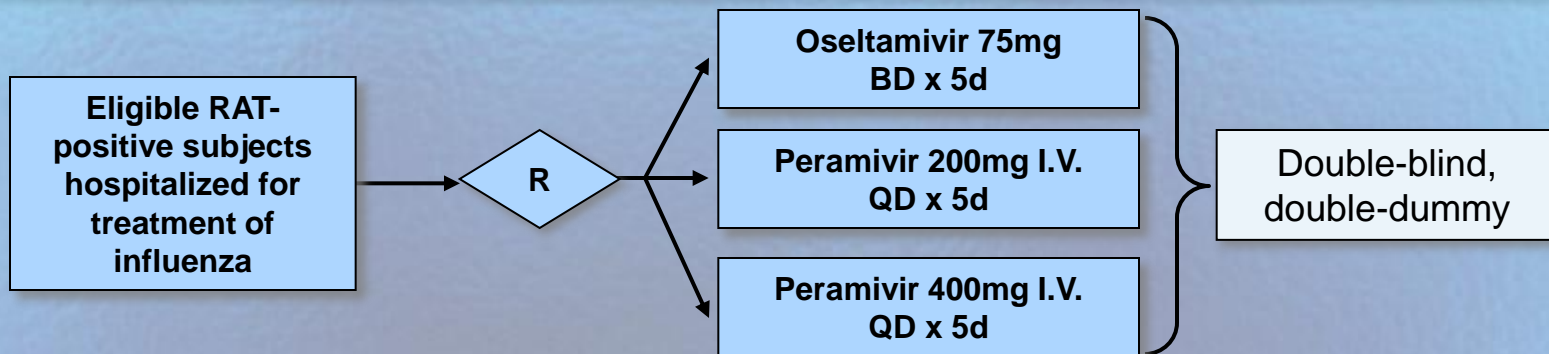 Eligible RAT-
positive subjects
hospitalized for
treatment of
influenza
R
Oseltamivir 75mg
BD x 5d
Peramivir 200mg I.V.
QD x 5d
Peramivir 400mg I.V.
QD x 5d
Double-blind,
double-dummy